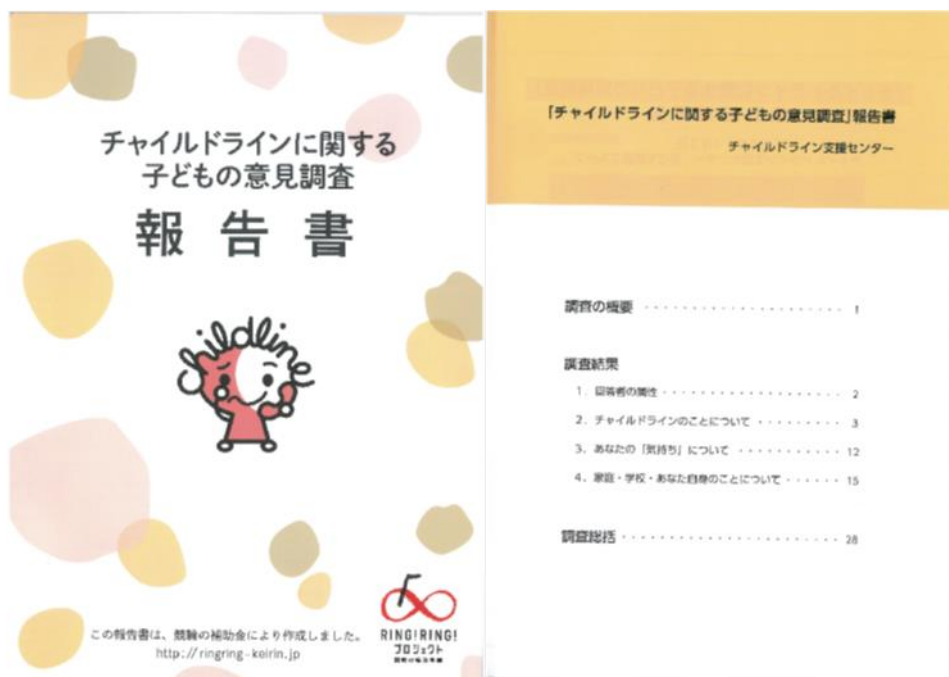 チャイルドラインに関する
子どもの意見調査
報告書
childline
この報告書は、競輪の補助金により作成しました。
http://ringring-keirin.jp
RING!RING!
プロジェクト
「チャイルドラインに関する子どもの意見調査」報告書
チャイルドライン支援センター
調査の概要 ・・・・・・・・・・・・・・・・・・・・・ 1
調査結果
1. 回答者の属性 ・・・・・・・・・・・・・・・・・・・ 2
2. チャイルドラインのことについて ・・・・・・・・・ 3
3. あなたの「気持ち」について ・・・・・・・・・・・ 12
4. 家庭・学校・あなた自身のことについて ・・・・・・ 15
調査総括 ・・・・・・・・・・・・・・・・・・・・・・・ 28